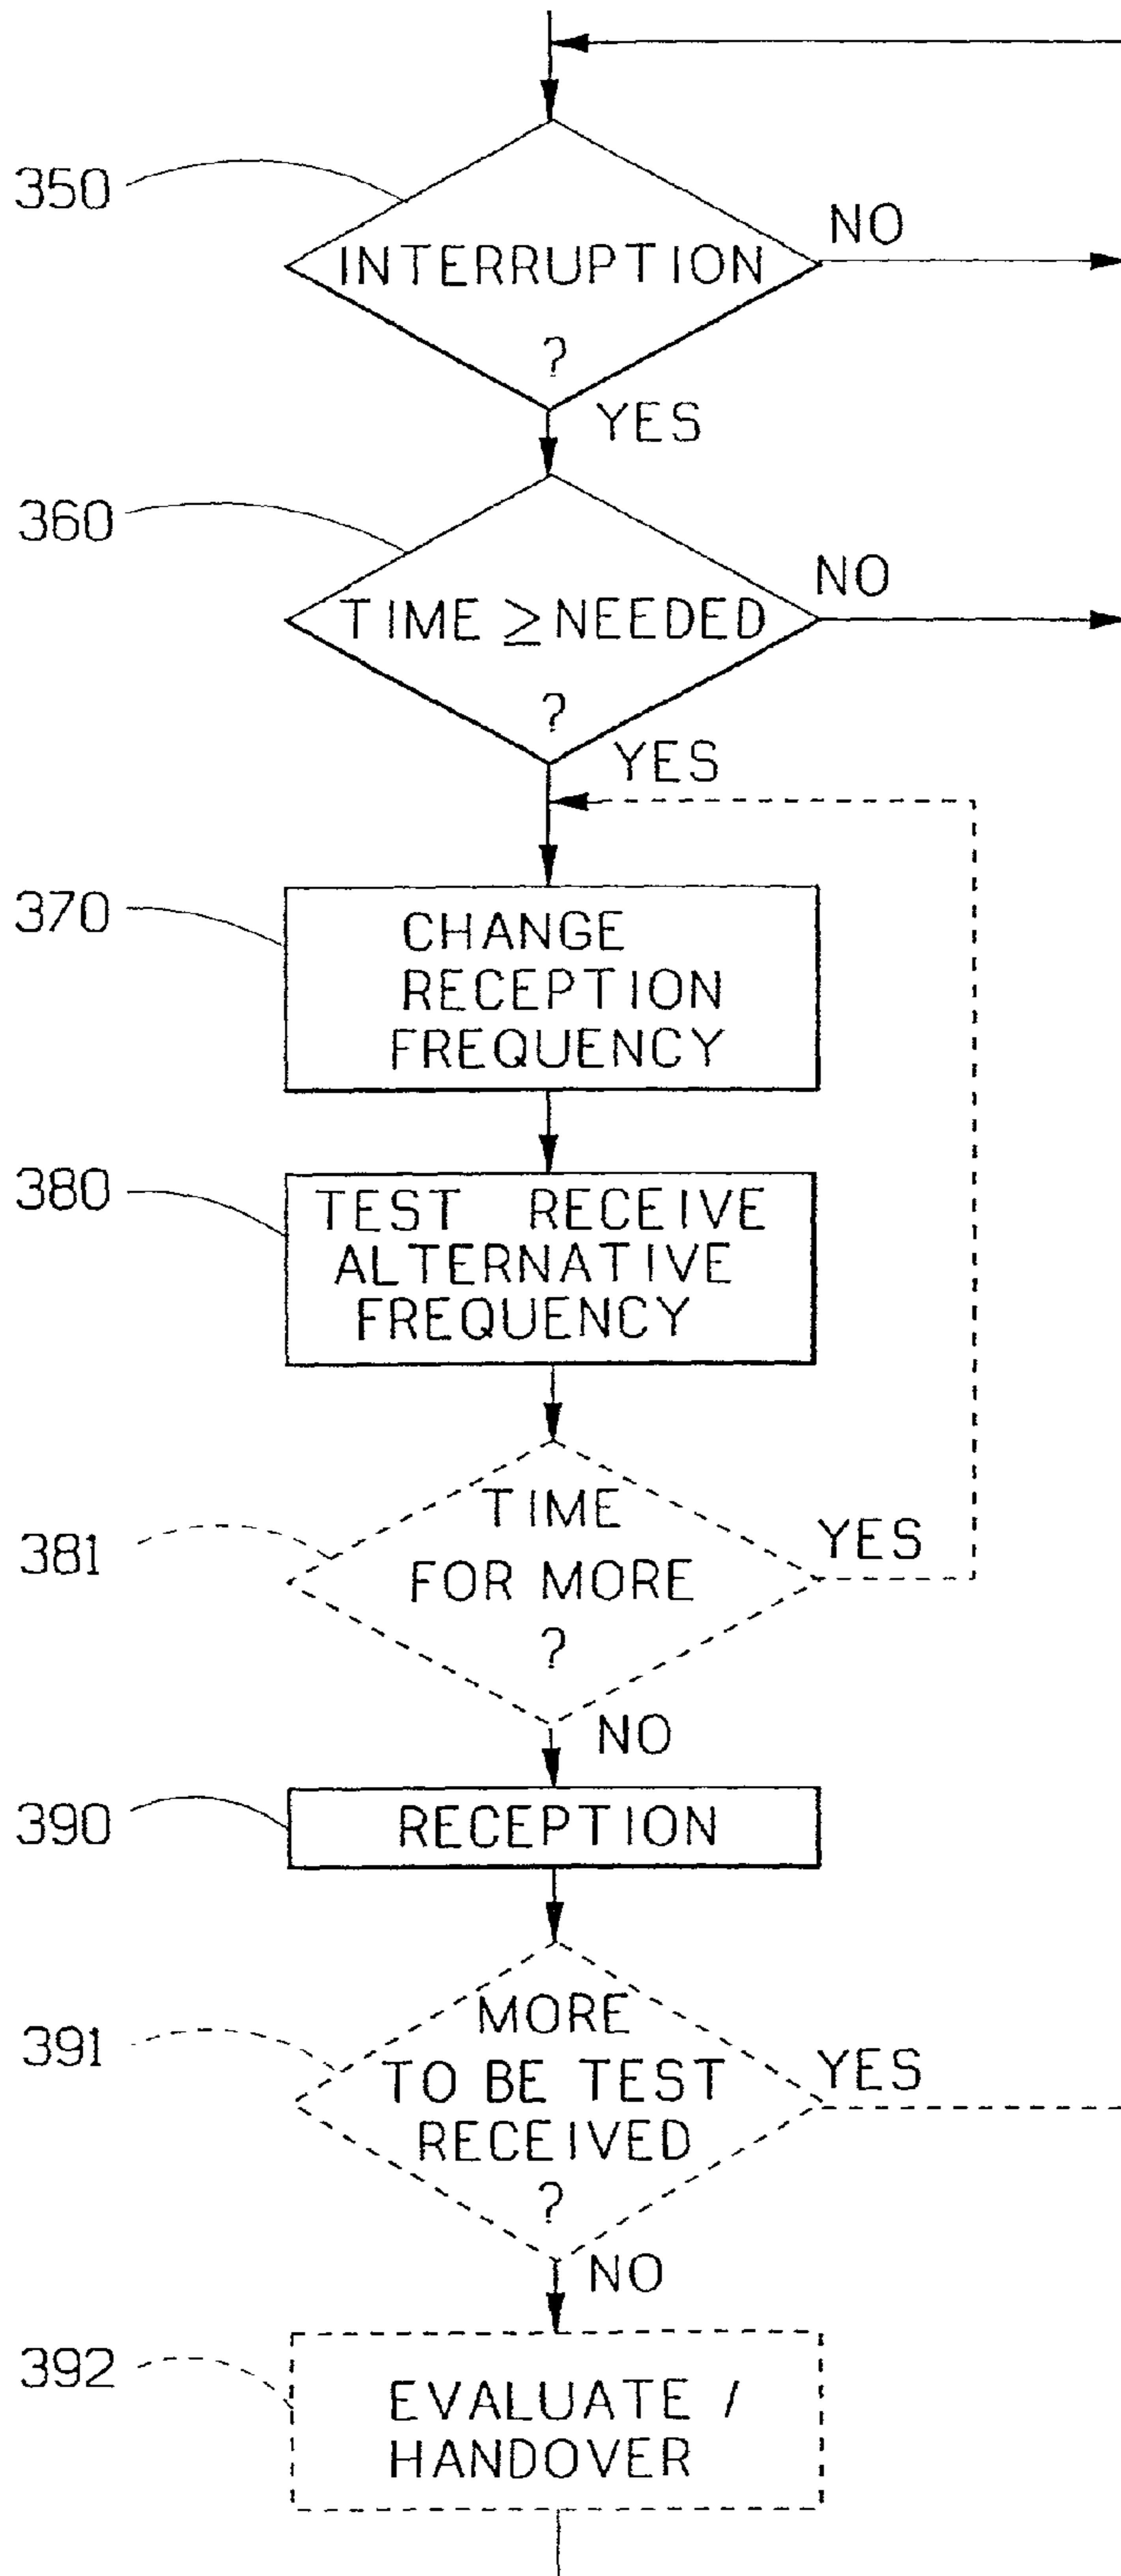 350
INTERRUPTION
?
NO
YES
360
TIME ≥ NEEDED
?
NO
YES
370
CHANGE
RECEPTION
FREQUENCY
380
TEST RECEIVE
ALTERNATIVE
FREQUENCY
381
TIME
FOR MORE
?
YES
NO
390
RECEPTION
391
MORE
TO BE TEST
RECEIVED
?
YES
NO
392
EVALUATE /
HANDOVER